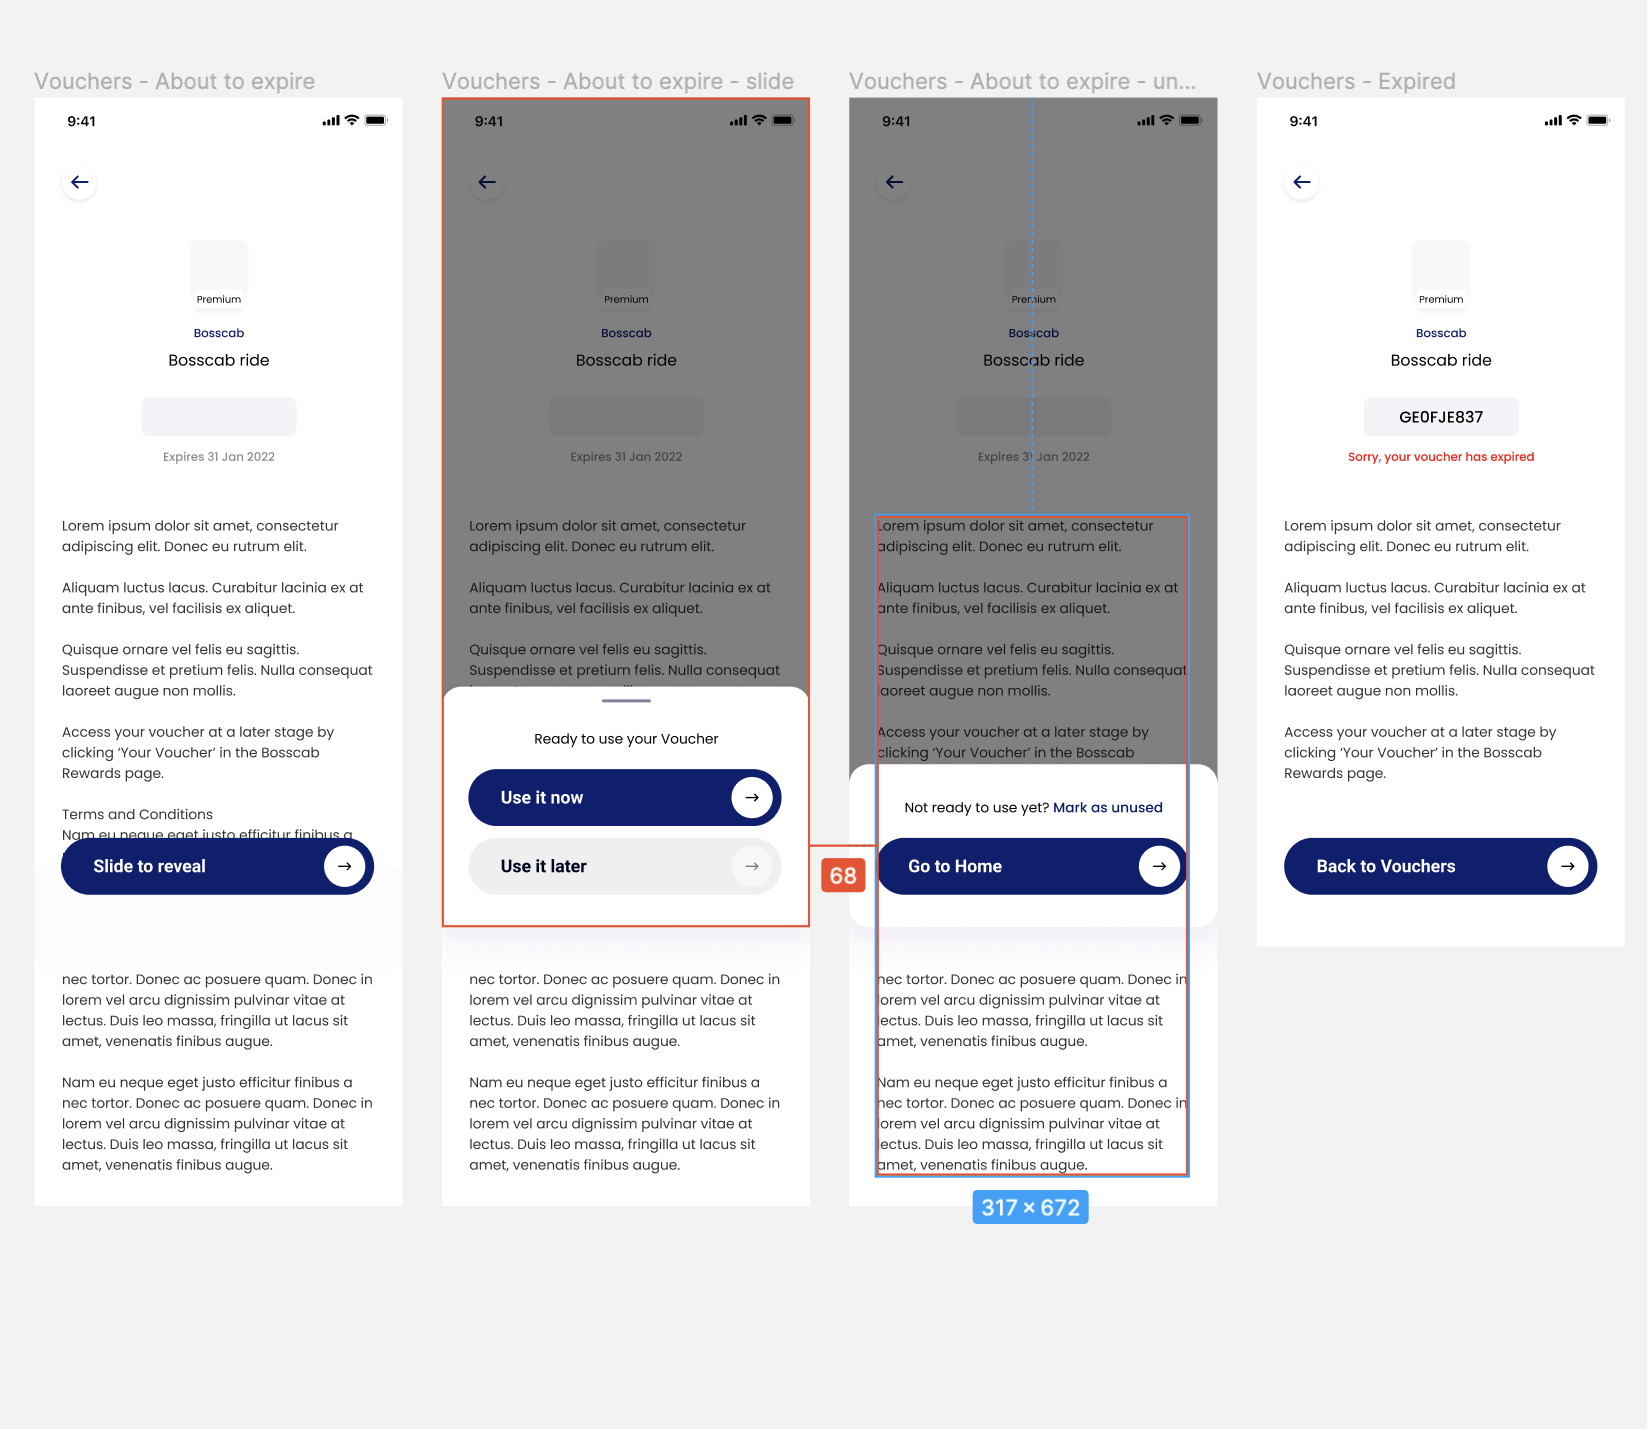 Vouchers - About to expire
9:41
Premium
Bosscab
Bosscab ride
Expires 31 Jan 2022
Lorem ipsum dolor sit amet, consectetur
adipiscing elit. Donec eu rutrum elit.
Aliquam luctus lacus. Curabitur lacinia ex at
ante finibus, vel facilisis ex aliquet.
Quisque ornare vel felis eu sagittis.
Suspendisse et pretium felis. Nulla consequat
laoreet augue non mollis.
Access your voucher at a later stage by
clicking ‘Your Voucher’ in the Bosscab
Rewards page.
Terms and Conditions
Nam eu neque eget justo efficitur finibus a
Slide to reveal
nec tortor. Donec ac posuere quam. Donec in
lorem vel arcu dignissim pulvinar vitae at
lectus. Duis leo massa, fringilla ut lacus sit
amet, venenatis finibus augue.
Nam eu neque eget justo efficitur finibus a
nec tortor. Donec ac posuere quam. Donec in
lorem vel arcu dignissim pulvinar vitae at
lectus. Duis leo massa, fringilla ut lacus sit
amet, venenatis finibus augue.
Vouchers - About to expire - slide
9:41
Premium
Bosscab
Bosscab ride
Expires 31 Jan 2022
Lorem ipsum dolor sit amet, consectetur
adipiscing elit. Donec eu rutrum elit.
Aliquam luctus lacus. Curabitur lacinia ex at
ante finibus, vel facilisis ex aliquet.
Quisque ornare vel felis eu sagittis.
Suspendisse et pretium felis. Nulla consequat
Ready to use your Voucher
Use it now
Use it later
nec tortor. Donec ac posuere quam. Donec in
lorem vel arcu dignissim pulvinar vitae at
lectus. Duis leo massa, fringilla ut lacus sit
amet, venenatis finibus augue.
Nam eu neque eget justo efficitur finibus a
nec tortor. Donec ac posuere quam. Donec in
lorem vel arcu dignissim pulvinar vitae at
lectus. Duis leo massa, fringilla ut lacus sit
amet, venenatis finibus augue.
68
Vouchers - About to expire - un...
9:41
Premium
Bosscab
Bosscab ride
Expires 31 Jan 2022
Lorem ipsum dolor sit amet, consectetur
adipiscing elit. Donec eu rutrum elit.
Aliquam luctus lacus. Curabitur lacinia ex at
ante finibus, vel facilisis ex aliquet.
Quisque ornare vel felis eu sagittis.
Suspendisse et pretium felis. Nulla consequat
laoreet augue non mollis.
Access your voucher at a later stage by
clicking ‘Your Voucher’ in the Bosscab
Not ready to use yet? Mark as unused
Go to Home
nec tortor. Donec ac posuere quam. Donec in
lorem vel arcu dignissim pulvinar vitae at
lectus. Duis leo massa, fringilla ut lacus sit
amet, venenatis finibus augue.
Nam eu neque eget justo efficitur finibus a
nec tortor. Donec ac posuere quam. Donec in
lorem vel arcu dignissim pulvinar vitae at
lectus. Duis leo massa, fringilla ut lacus sit
amet, venenatis finibus augue.
317 × 672
Vouchers - Expired
9:41
Premium
Bosscab
Bosscab ride
GE0FJE837
Sorry, your voucher has expired
Lorem ipsum dolor sit amet, consectetur
adipiscing elit. Donec eu rutrum elit.
Aliquam luctus lacus. Curabitur lacinia ex at
ante finibus, vel facilisis ex aliquet.
Quisque ornare vel felis eu sagittis.
Suspendisse et pretium felis. Nulla consequat
laoreet augue non mollis.
Access your voucher at a later stage by
clicking ‘Your Voucher’ in the Bosscab
Rewards page.
Back to Vouchers